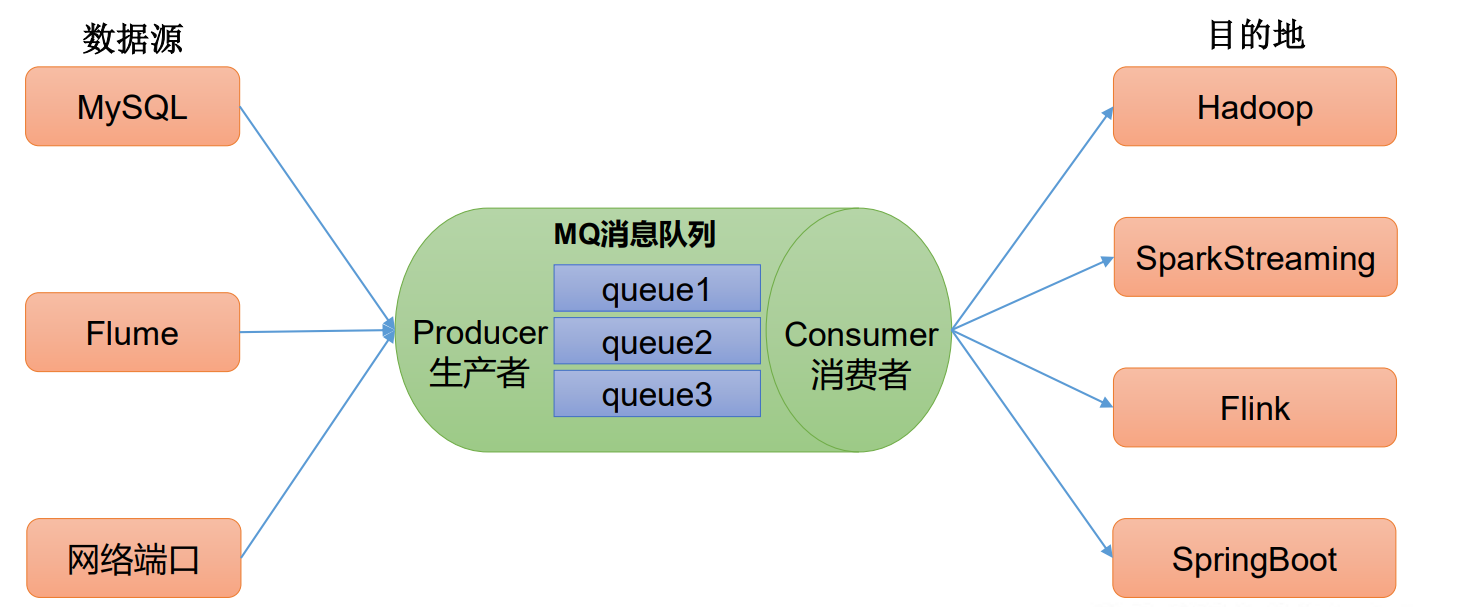 数据源
MySQL
Flume
网络端口
MQ消息队列
Producer
生产者
queue1
queue2
queue3
Consumer
消费者
目的地
Hadoop
SparkStreaming
Flink
SpringBoot